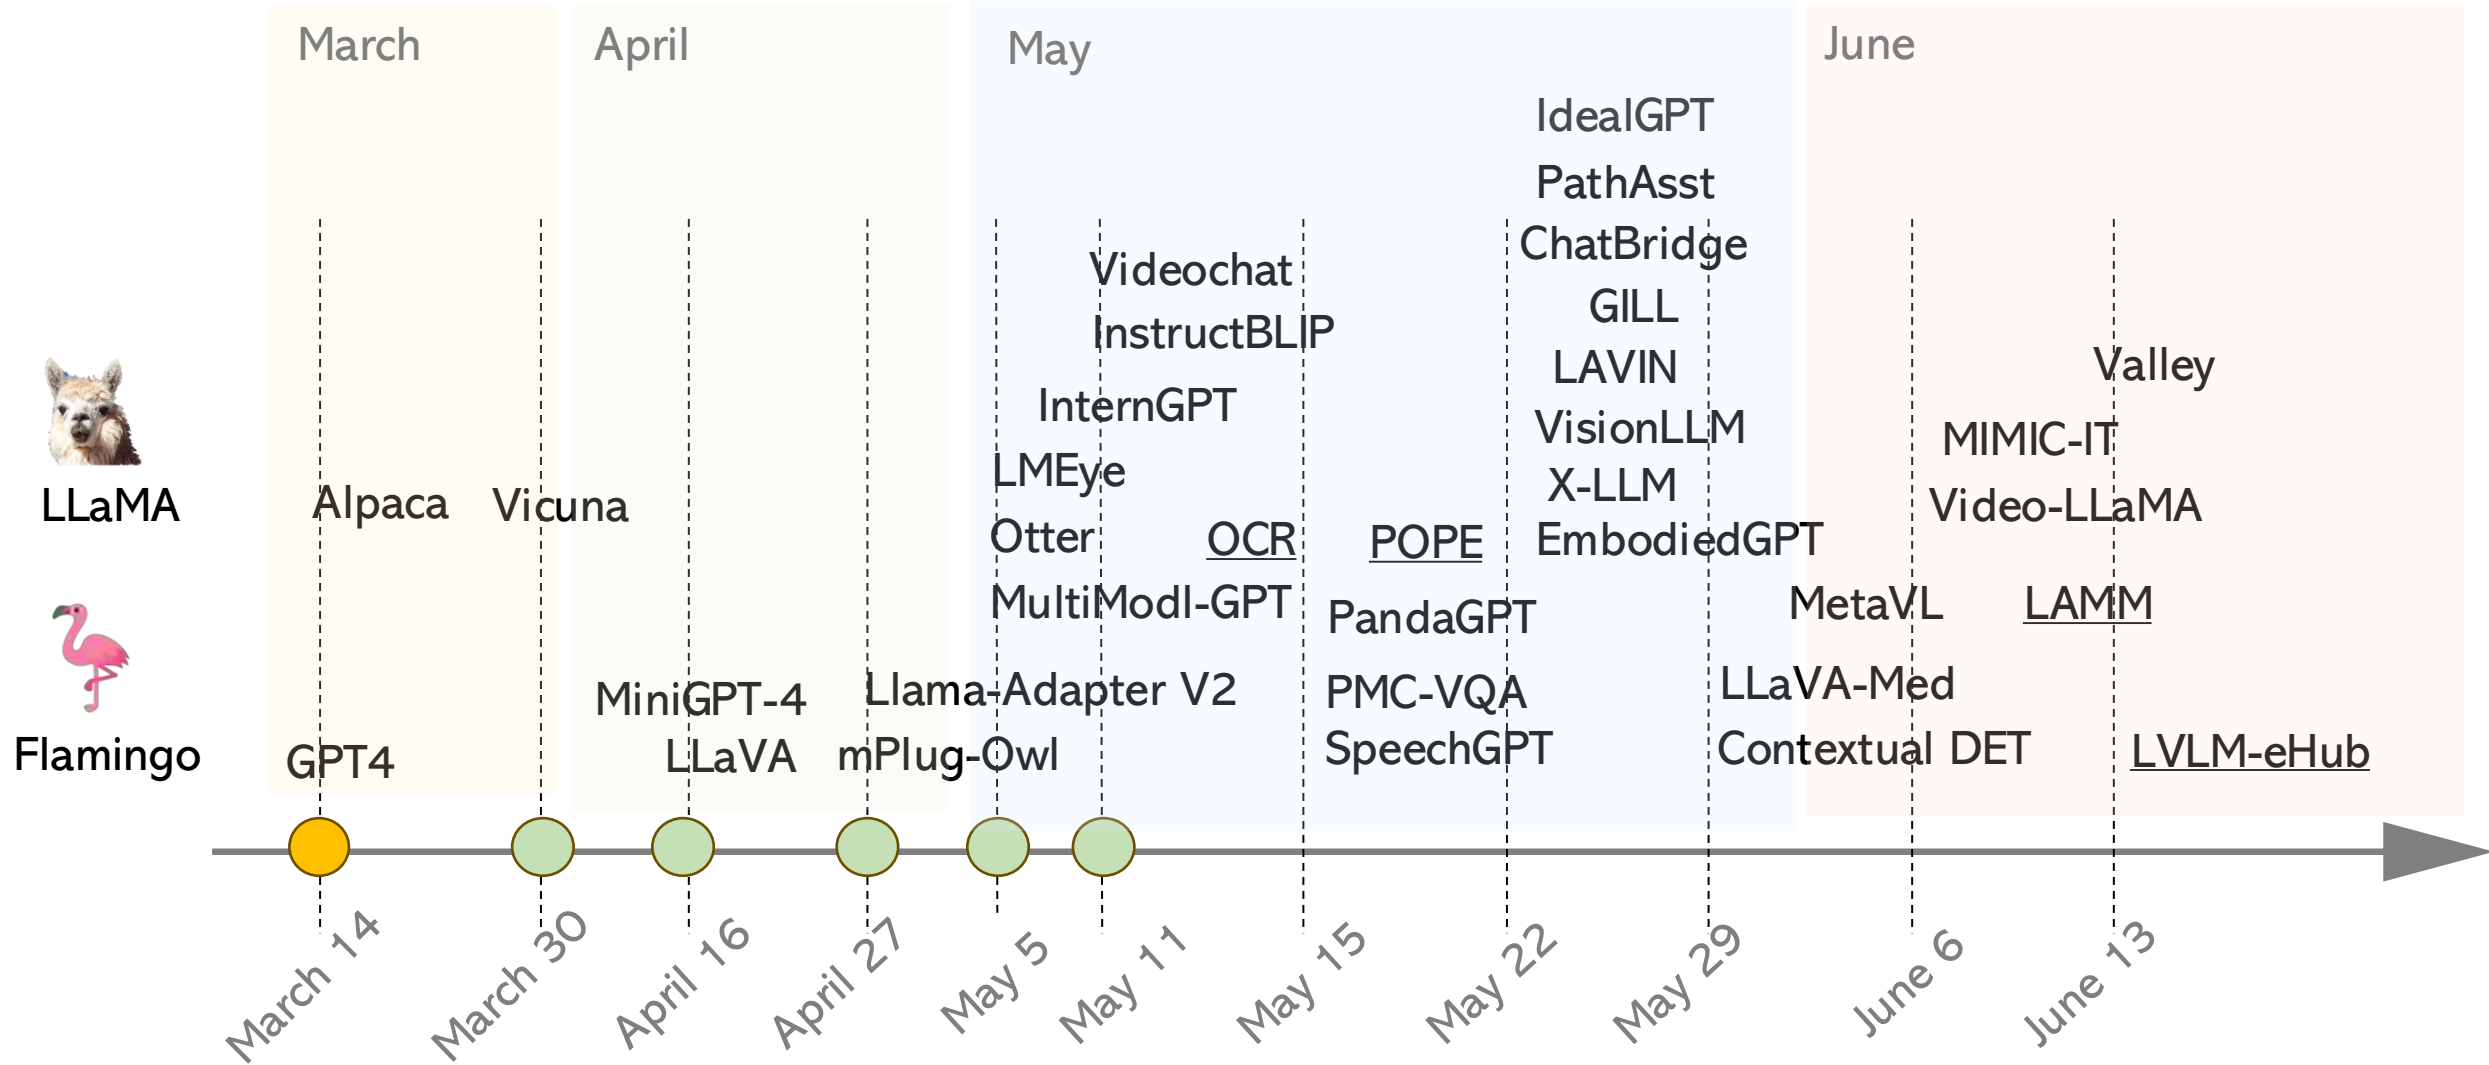 March
April
May
June
IdealGPT
PathAsst
ChatBridge
Videochat
GILL
InstructBLIP
LAVIN
Valley
InternGPT
VisionLLM
MIMIC-IT
LMEye
X-LLM
LLaMA
Alpaca
Vicuna
Video-LLaMA
Otter
OCR
POPE
EmbodiedGPT
MultiModl-GPT
PandaGPT
MetaVL
LAMM
MiniGPT-4
Llama-Adapter V2
PMC-VQA
LLaVA-Med
Flamingo
GPT4
LLaVA
mPlug-Owl
SpeechGPT
Contextual DET
LVLM-eHub
March 14
March 30
April 16
April 27
May 5
May 11
May 15
May 22
May 29
June 6
June 13